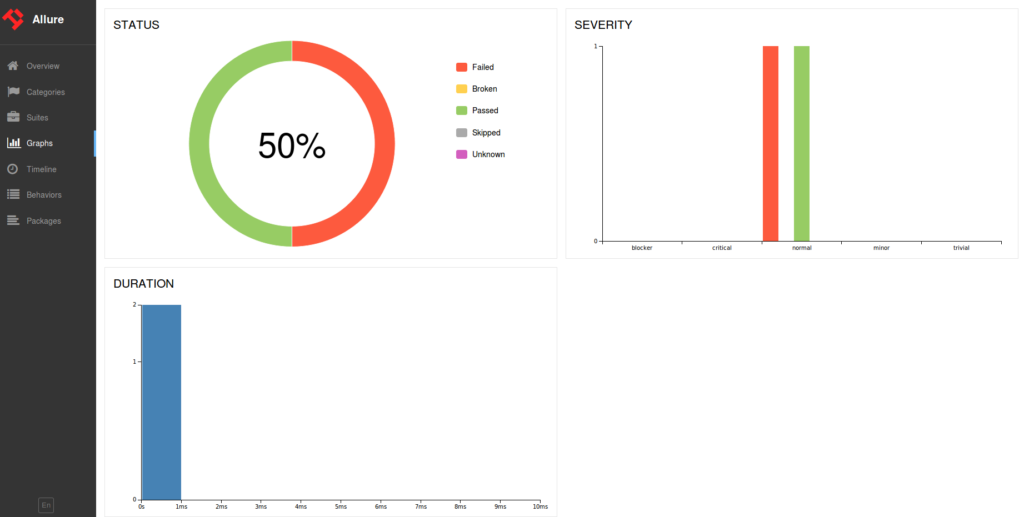 Allure
Overview
Categories
Suites
Graphs
Timeline
Behaviors
Packages
En
STATUS
50%
Failed
Broken
Passed
Skipped
Unknown
SEVERITY
1
0
blocker critical normal minor trivial
DURATION
2
1
0
0s 1ms 2ms 3ms 4ms 5ms 6ms 7ms 8ms 9ms 10ms